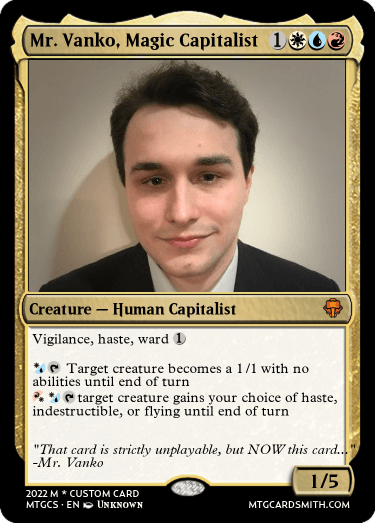 Mr. Vanko, Magic Capitalist 1
Creature — Human Capitalist
Vigilance, haste, ward 1
Target creature becomes a 1/1 with no
abilities until end of turn
target creature gains your choice of haste,
indestructible, or flying until end of turn
"That card is strictly unplayable, but NOW this card..."
-Mr. Vanko
1/5
2022 M * CUSTOM CARD
MTGCS • EN Unknown
MTGCARDSMITH.COM